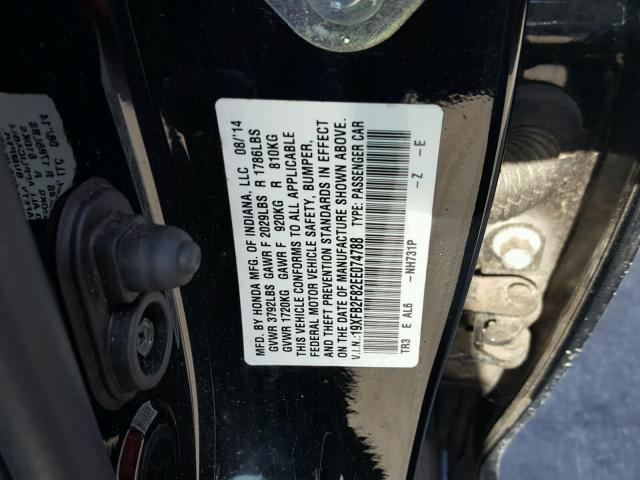 MFD. BY HONDA MFG. OF INDIANA, LLC 08/'14
GVWR 3792LBS GAWR F 2029LBS R 1786LBS
GVWR 1720KG GAWR F 920KG R 810KG
THIS VEHICLE CONFORMS TO ALL APPLICABLE
FEDERAL MOTOR VEHICLE SAFETY, BUMPER,
AND THEFT PREVENTION STANDARDS IN EFFECT
ON THE DATE OF MANUFACTURE SHOWN ABOVE.
V.I.N.:19XFB2F82EE074788 TYPE: PASSENGER CAR
TR3 E AL6 -NH731P -Z -E